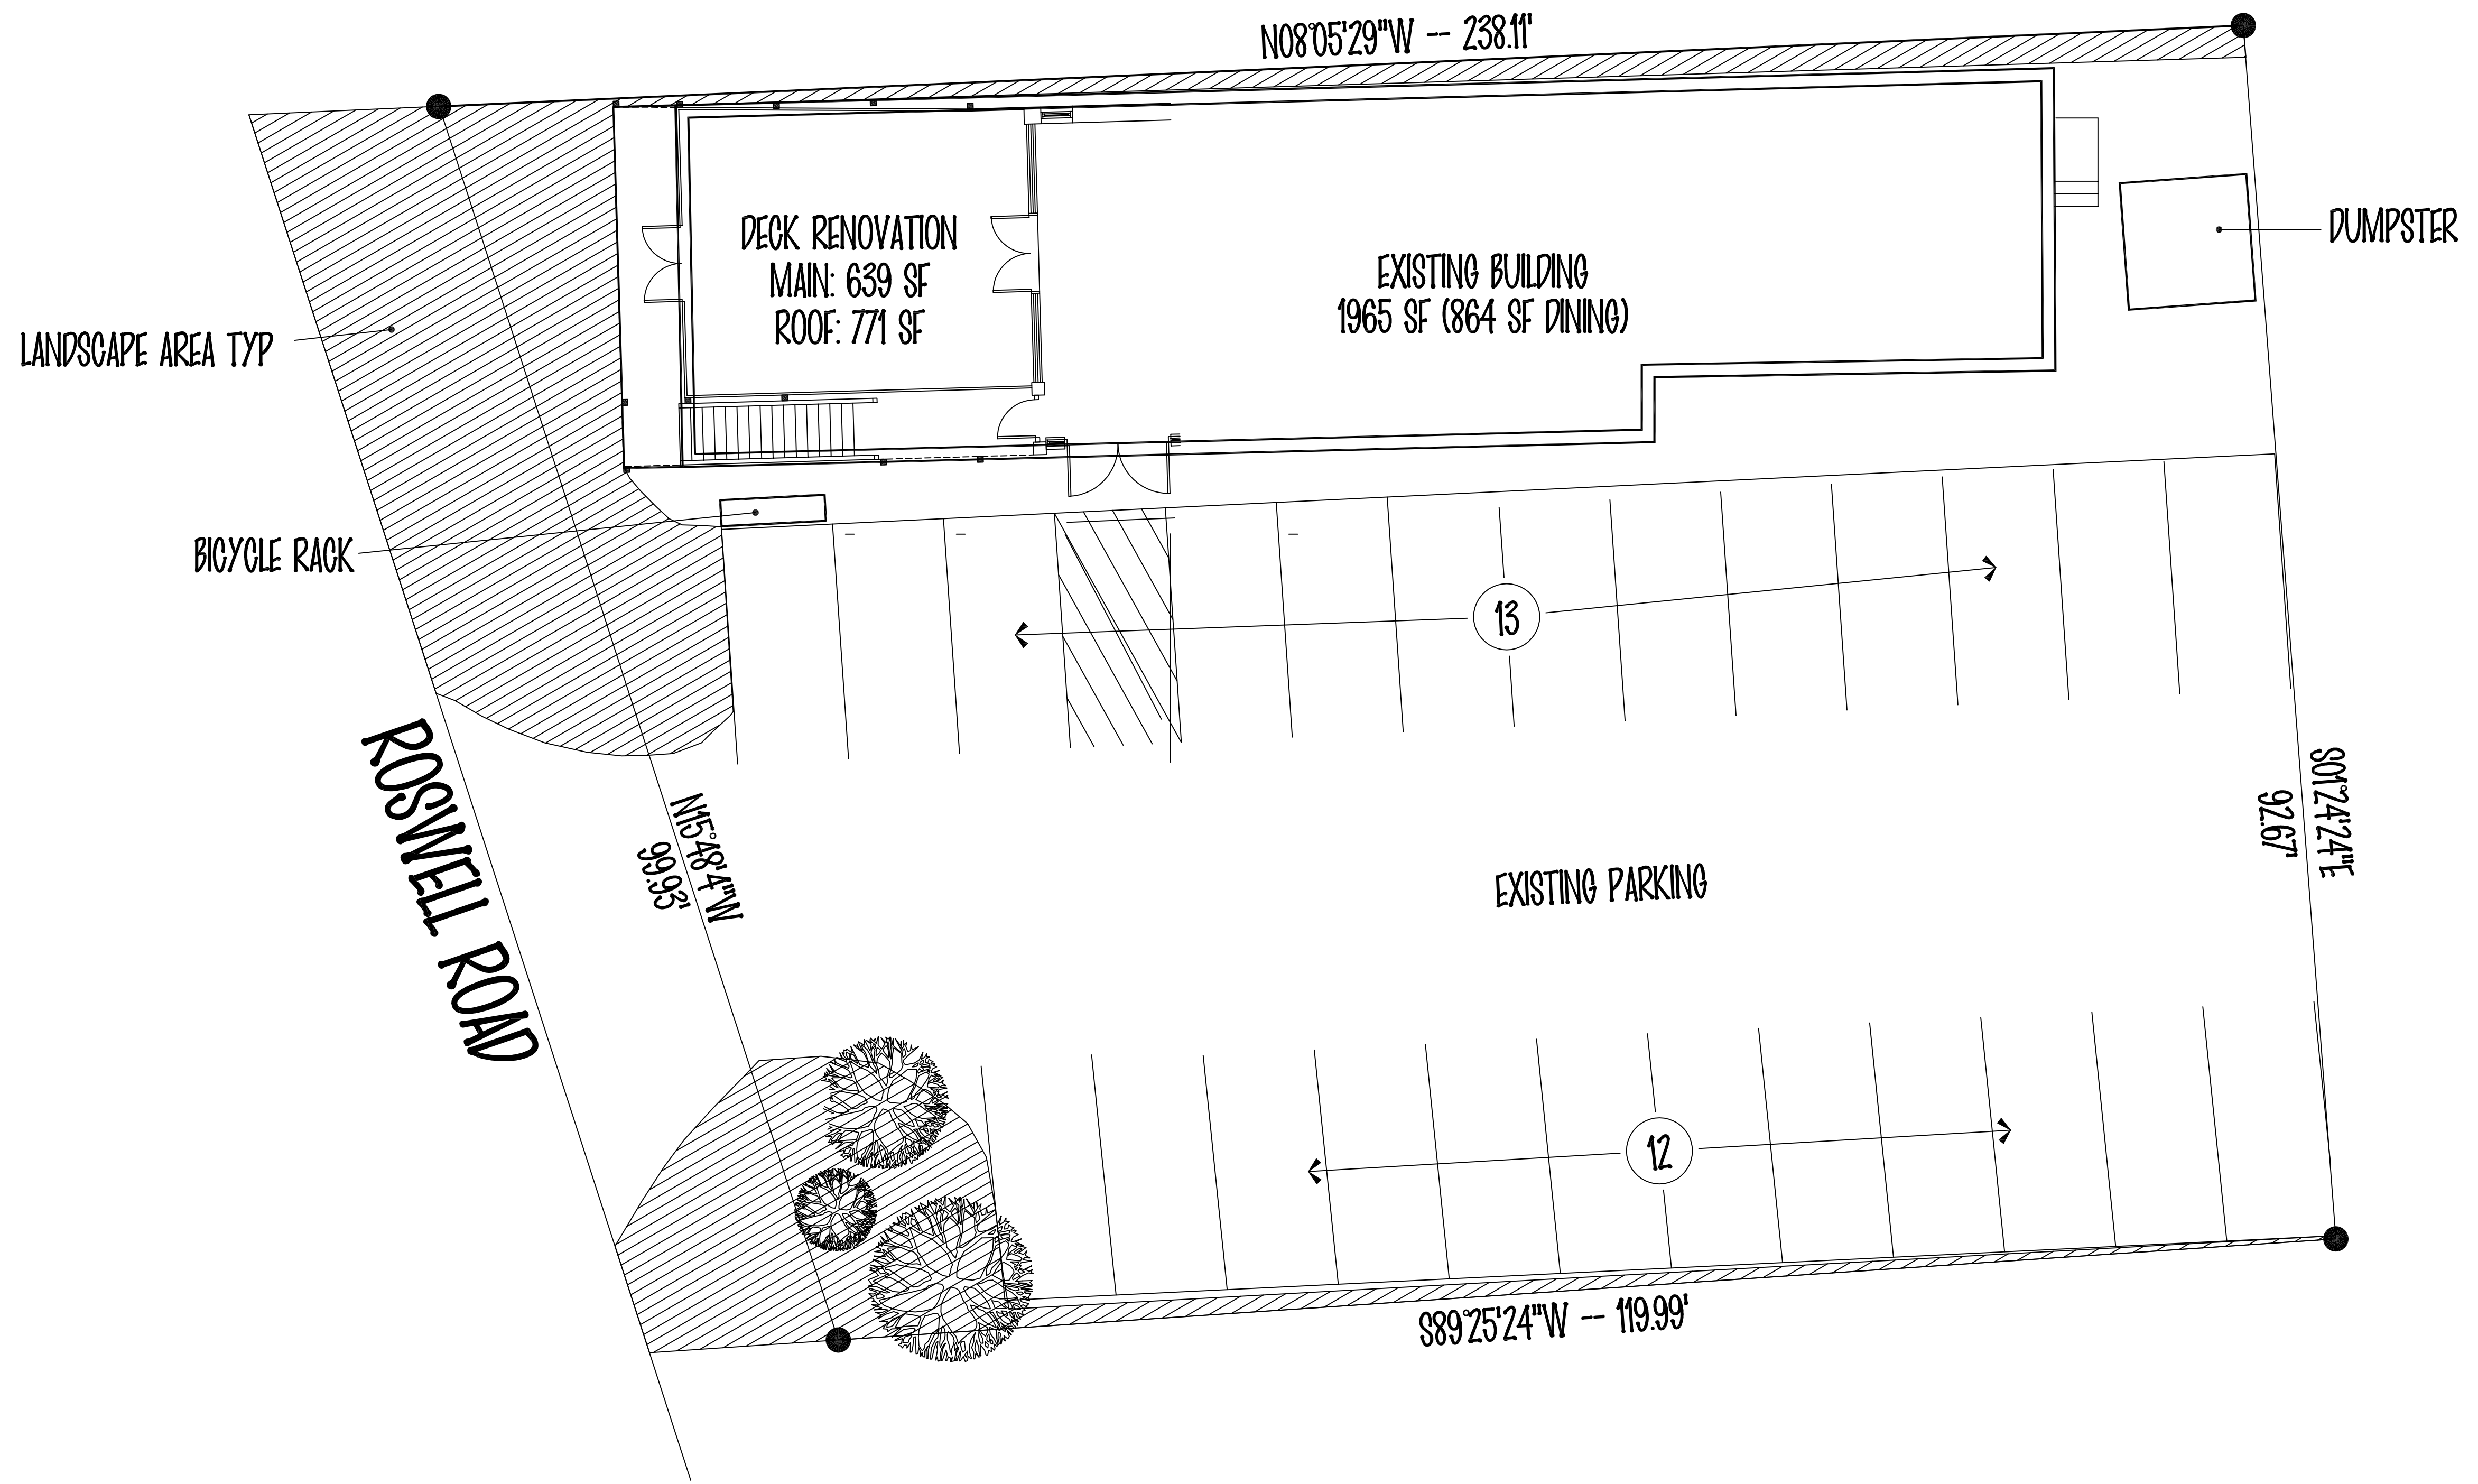 N08°05'29"W -- 238.11'
DECK RENOVATION
MAIN: 639 SF
ROOF: 771 SF
EXISTING BUILDING
1965 SF (864 SF DINING)
DUMPSTER
LANDSCAPE AREA TYP
BICYCLE RACK
13
ROSWELL ROAD
N15°48'4"W
99.93'
EXISTING PARKING
S01°24'24"E
92.67'
12
S89°25'24"W -- 119.99'